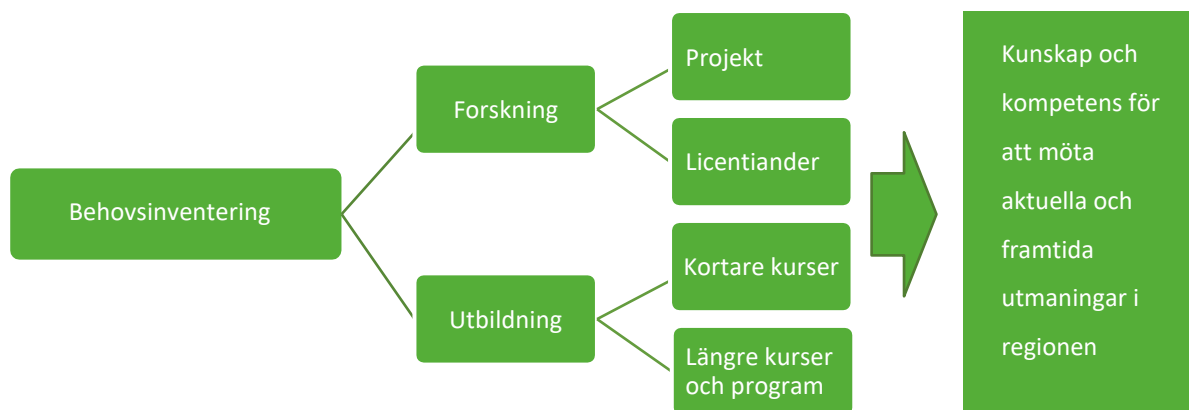 Behovsinventering
Forskning
Utbildning
Projekt
Licentiander
Kortare kurser
Längre kurser
och program
Kunskap och
kompetens för
att möta
aktuella och
framtida
utmaningar i
regionen